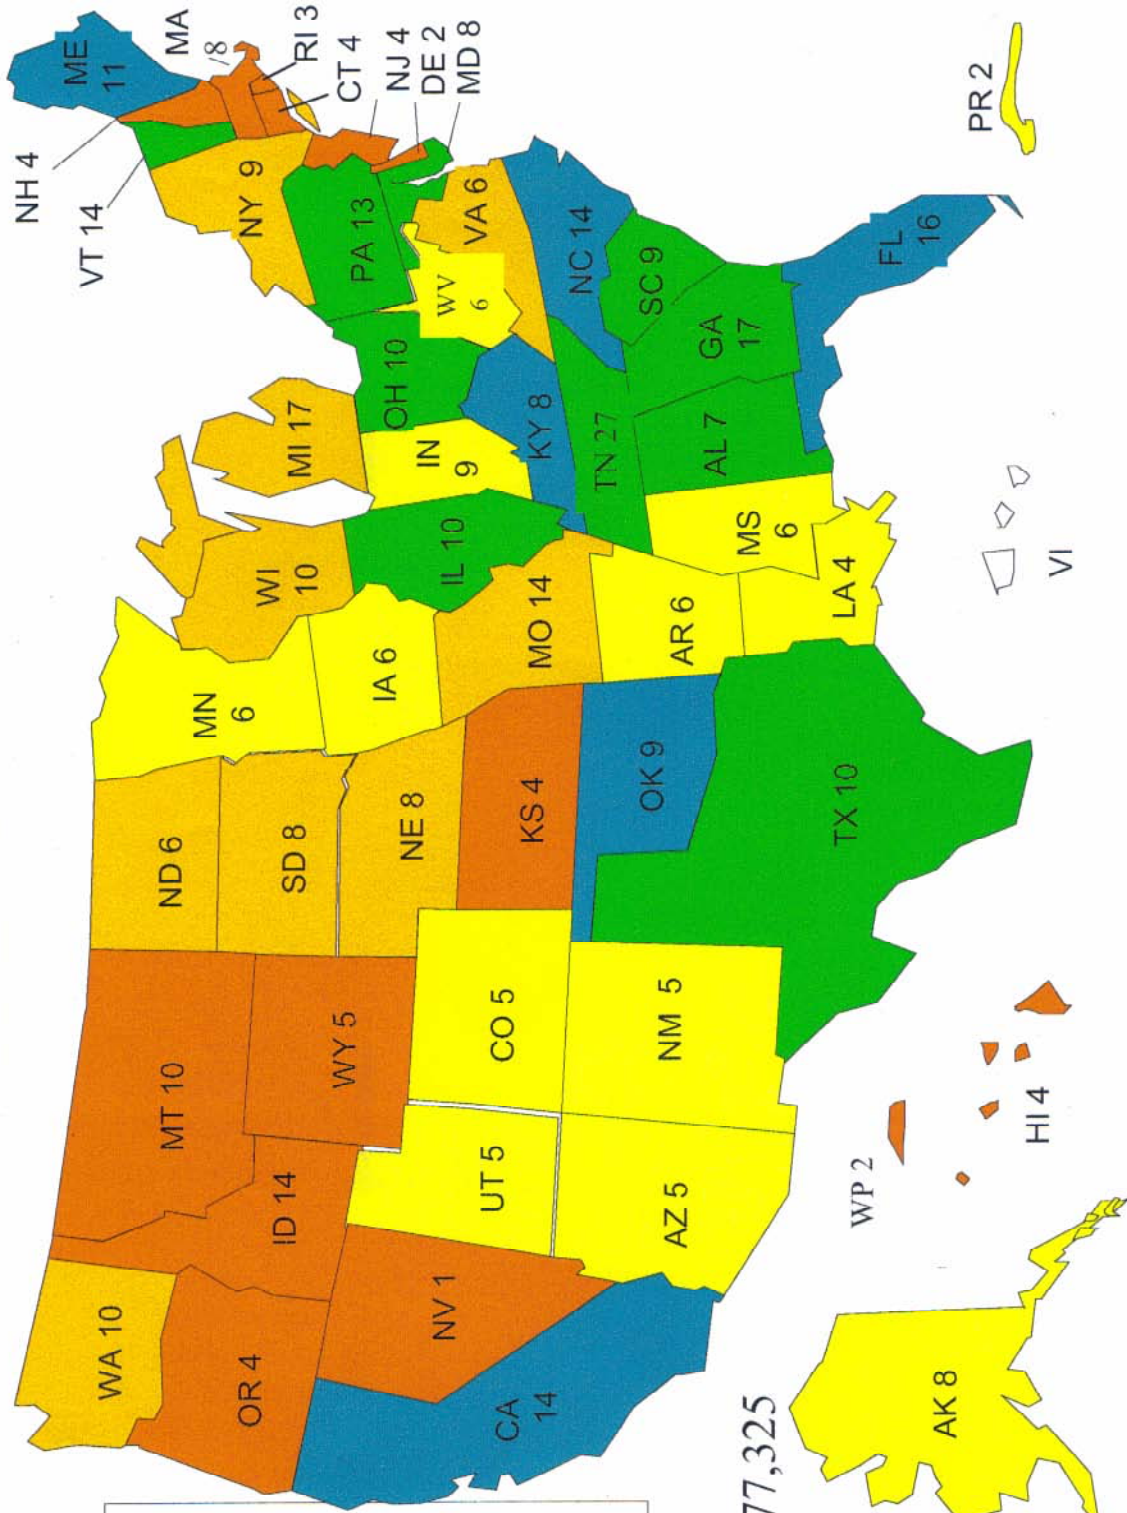 WA 10
OR 4
CA
14
NV 1
ID 14
MT 10
WY 5
UT 5
CO 5
AZ 5
NM 5
ND 6
SD 8
NE 8
KS 4
OK 9
TX 10
MN
6
IA 6
MO 14
AR 6
LA 4
WI
10
IL 10
MS
6
MI 17
IN
9
KY 8
TN 27
AL 7
OH 10
WV
6
GA
17
FL
16
SC 9
NC 14
VA 6
PA 13
NY 9
VT 14
NH 4
ME
11
MA
/8
RI 3
CT 4
NJ 4
DE 2
MD 8
PR 2
VI
HI 4
WP 2
AK 8
77,325